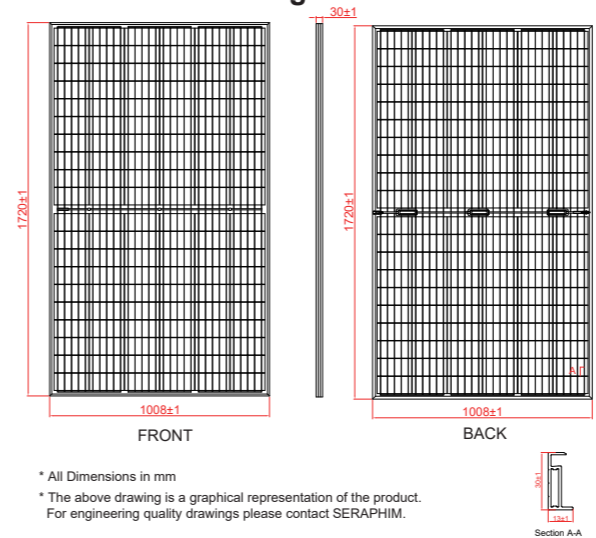 30±1
1720±1
1720±1
A
1008±1
1008±1
FRONT
BACK
* All Dimensions in mm
* The above drawing is a graphical representation of the product.
For engineering quality drawings please contact SERAPHIM.
30±1
13±1
Section A-A